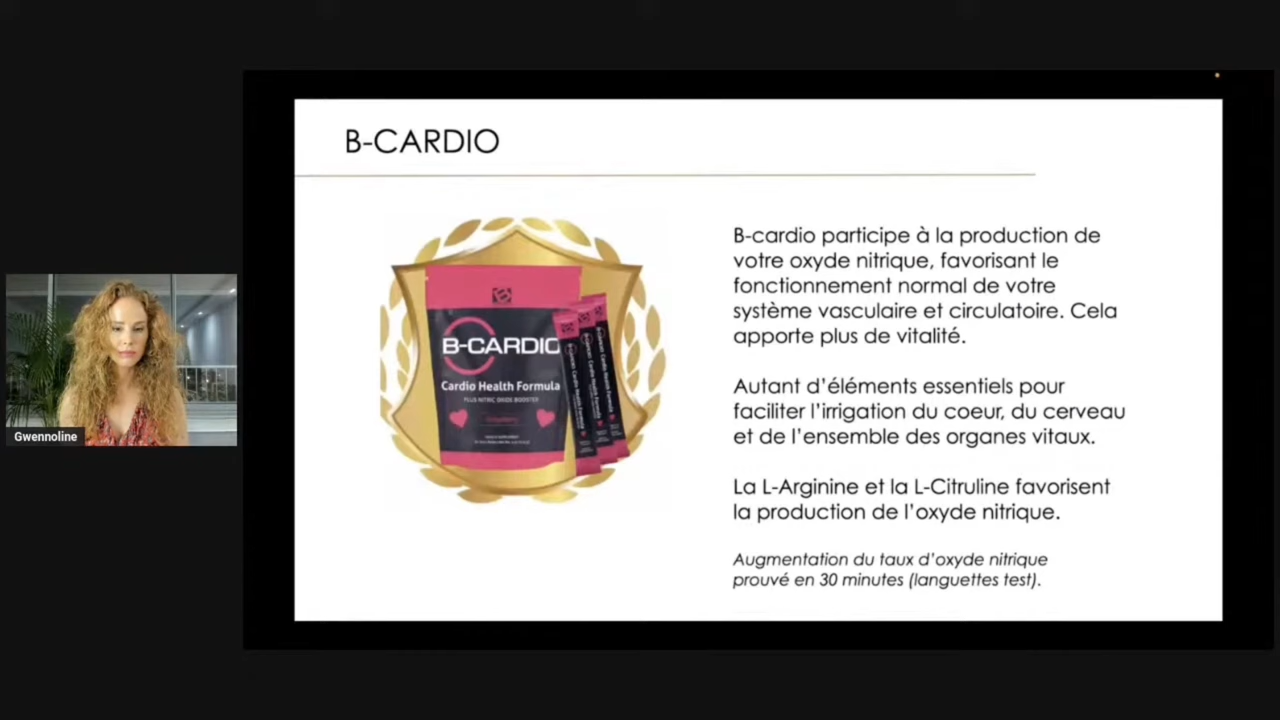 B-CARDIO
B-cardio participe à la production de
votre oxyde nitrique, favorisant le
fonctionnement normal de votre
système vasculaire et circulatoire. Cela
apporte plus de vitalité.
Autant d'éléments essentiels pour
faciliter l'irrigation du coeur, du cerveau
et de l'ensemble des organes vitaux.
La L-Arginine et la L-Citruline favorisent
la production de l'oxyde nitrique.
Augmentation du taux d'oxyde nitrique
prouvé en 30 minutes (languettes test).
B-CARDIO
Cardio Health Formula
PLUS NITRIC OXIDE BOOSTER
Gwennoline